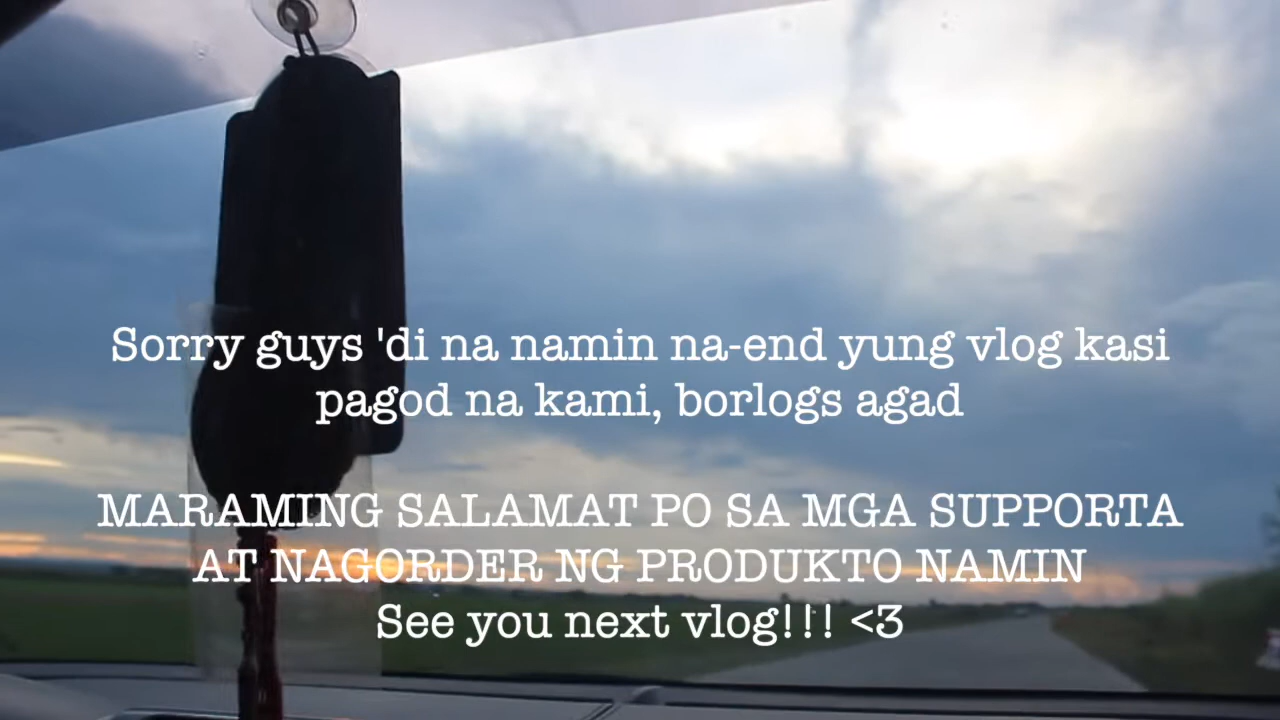 Sorry guys 'di na namin na-end yung vlog kasi
pagod na kami, borlogs agad
MARAMING SALAMAT PO SA MGA SUPPORTA
AT NAGORDER NG PRODUKTO NAMIN
See you next vlog!!! <3